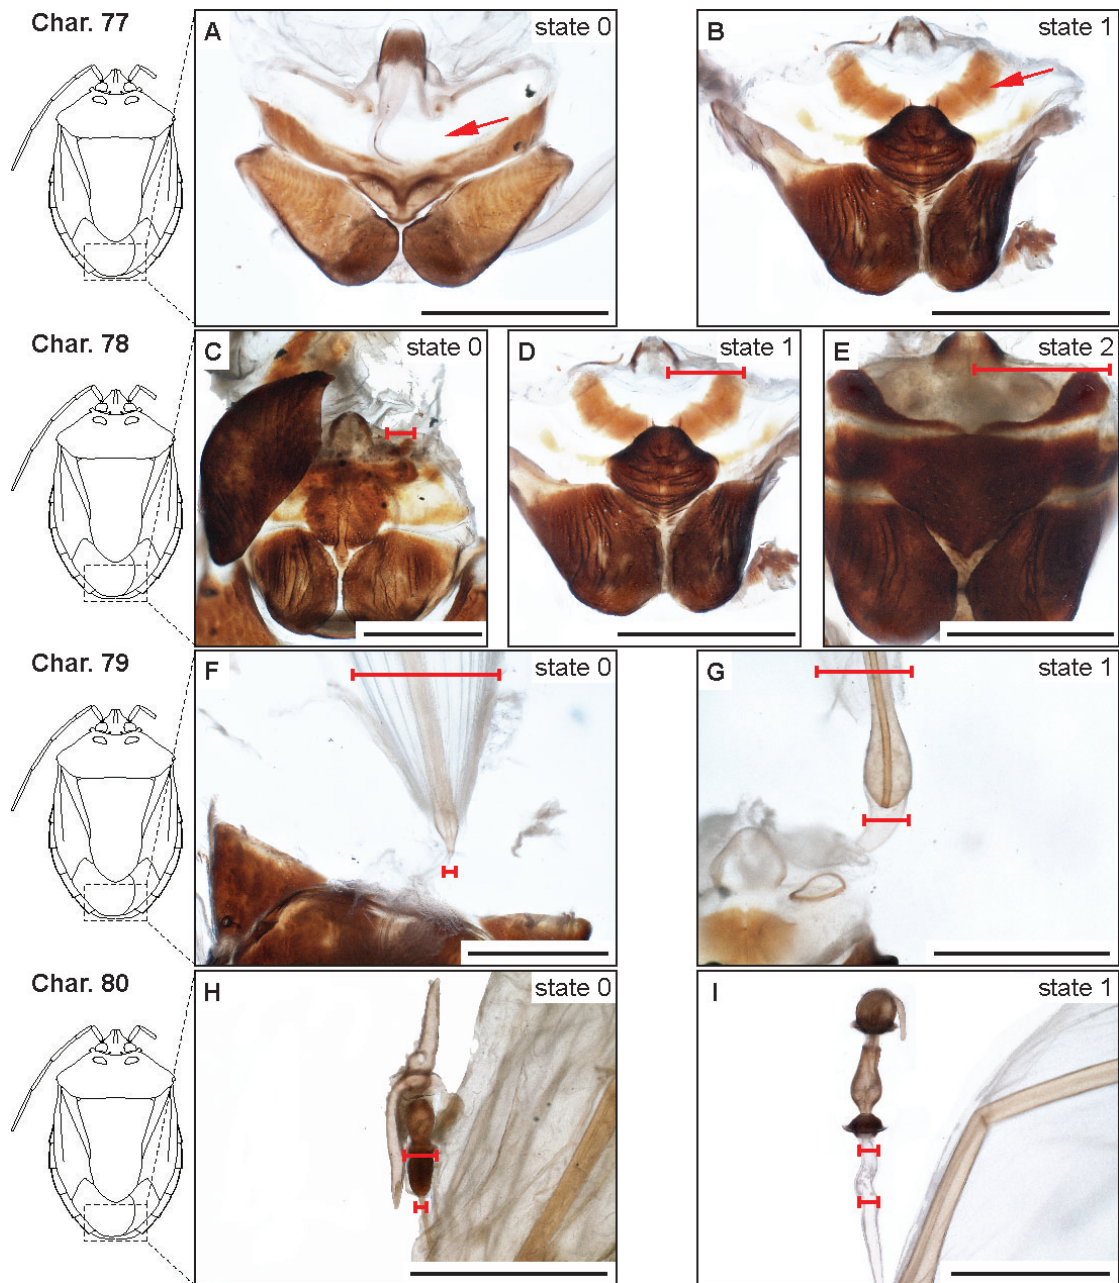 Char. 77
A state 0
B state 1
Char. 78
C state 0
D state 1
E state 2
Char. 79
F state 0
G state 1
Char. 80
H state 0
I state 1